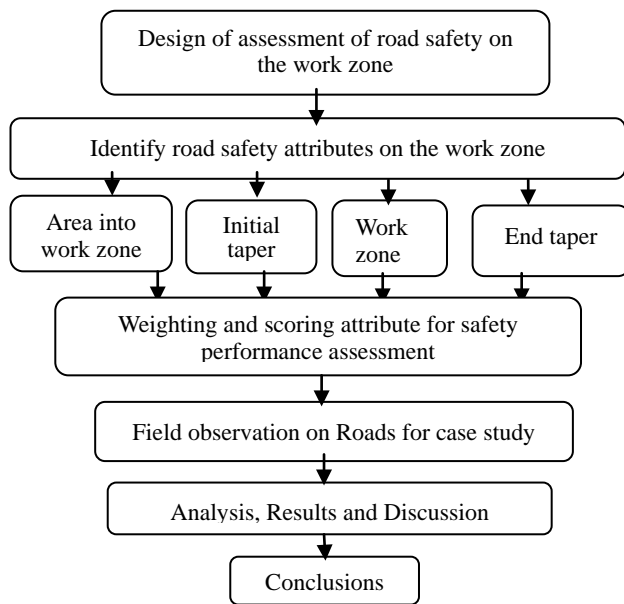 Design of assessment of road safety on
the work zone
Identify road safety attributes on the work zone
Area into
work zone
Initial
taper
Work
zone
End taper
Weighting and scoring attribute for safety
performance assessment
Field observation on Roads for case study
Analysis, Results and Discussion
Conclusions